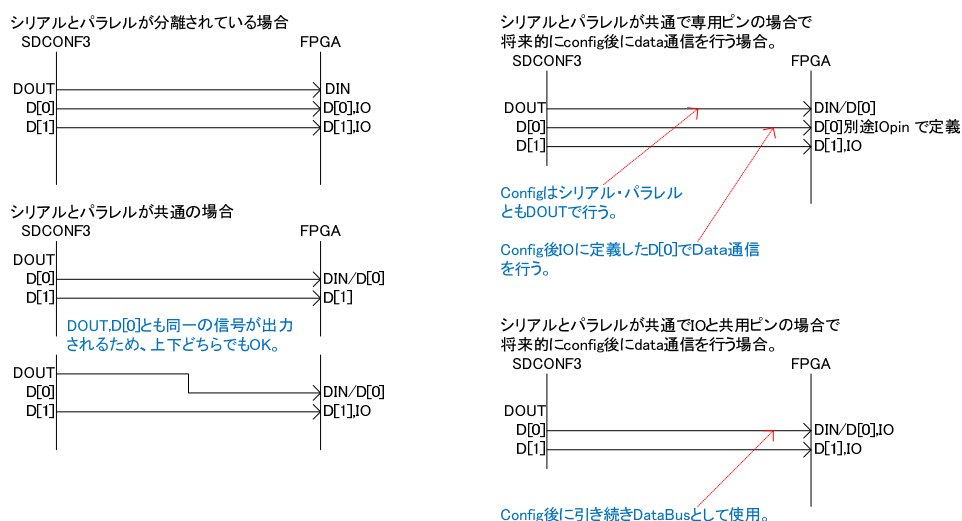 シリアルとパラレルが分離されている場合
SDCONF3 FPGA
DOUT DIN
D[0] D[0],IO
D[1] D[1],IO
シリアルとパラレルが共通の場合
SDCONF3 FPGA
DOUT
D[0] DIN/D[0]
D[1] D[1]
DOUT,D[0]とも同一の信号が出力
されるため、上下どちらでもOK。
DOUT
D[0] DIN/D[0]
D[1] D[1],IO
シリアルとパラレルが共通で専用ピンの場合で
将来的にconfig後にdata通信を行う場合。
SDCONF3 FPGA
DOUT DIN/D[0]
D[0] D[0]別途IOpin で定義
D[1] D[1],IO
Configはシリアル・パラレル
ともDOUTで行う。
Config後IOに定義したD[0]でData通信
を行う。
シリアルとパラレルが共通でIOと共用ピンの場合で
将来的にconfig後にdata通信を行う場合。
SDCONF3 FPGA
DOUT
D[0] DIN/D[0],IO
D[1] D[1],IO
Config後に引き続きDataBusとして使用。